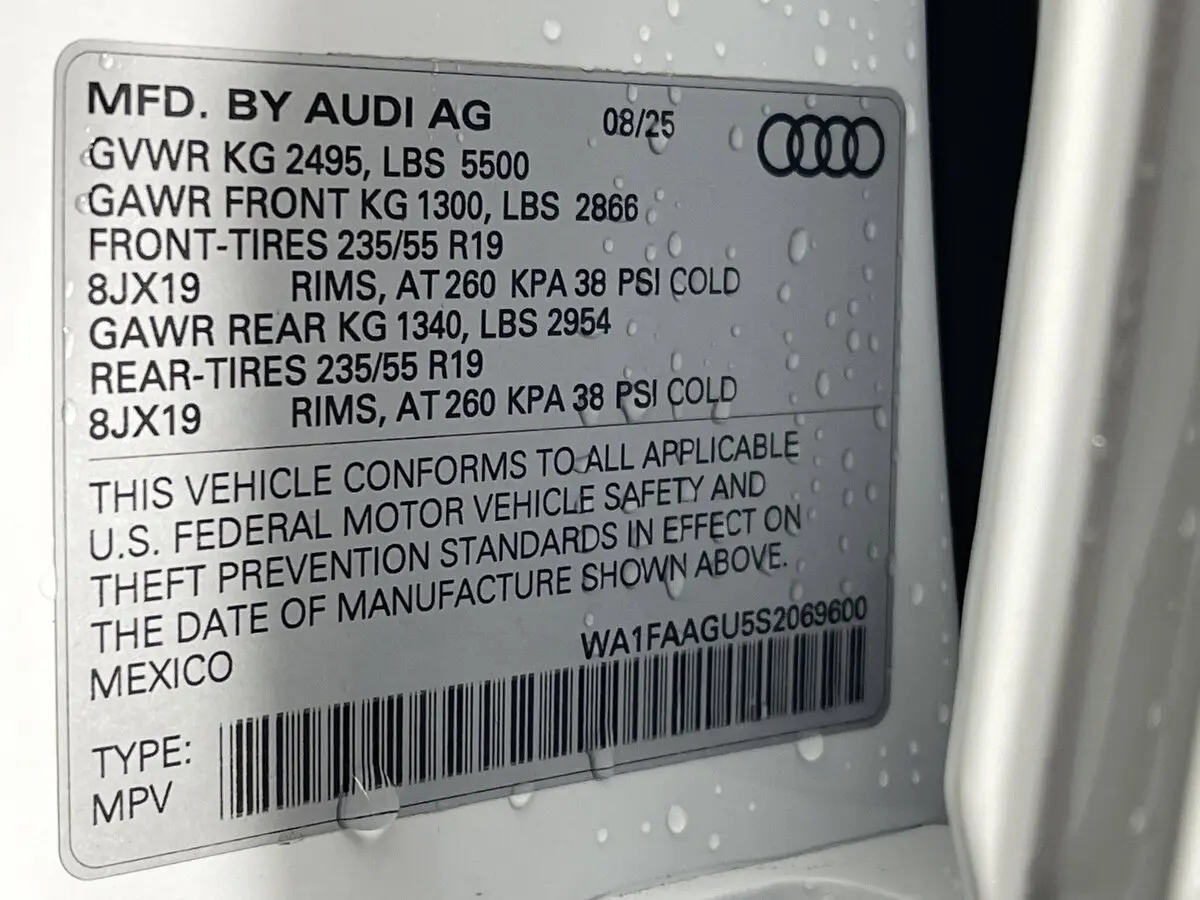 MFD. BY AUDI AG 08/25
GVWR KG 2495, LBS 5500
GAWR FRONT KG 1300, LBS 2866
FRONT-TIRES 235/55 R19
8JX19 RIMS, AT 260 KPA 38 PSI COLD
GAWR REAR KG 1340, LBS 2954
REAR-TIRES 235/55 R19
8JX19 RIMS, AT 260 KPA 38 PSI COLD
THIS VEHICLE CONFORMS TO ALL APPLICABLE
U.S. FEDERAL MOTOR VEHICLE SAFETY AND
THEFT PREVENTION STANDARDS IN EFFECT ON
THE DATE OF MANUFACTURE SHOWN ABOVE.
MEXICO WA1FAAGU5S2069600
TYPE:
MPV